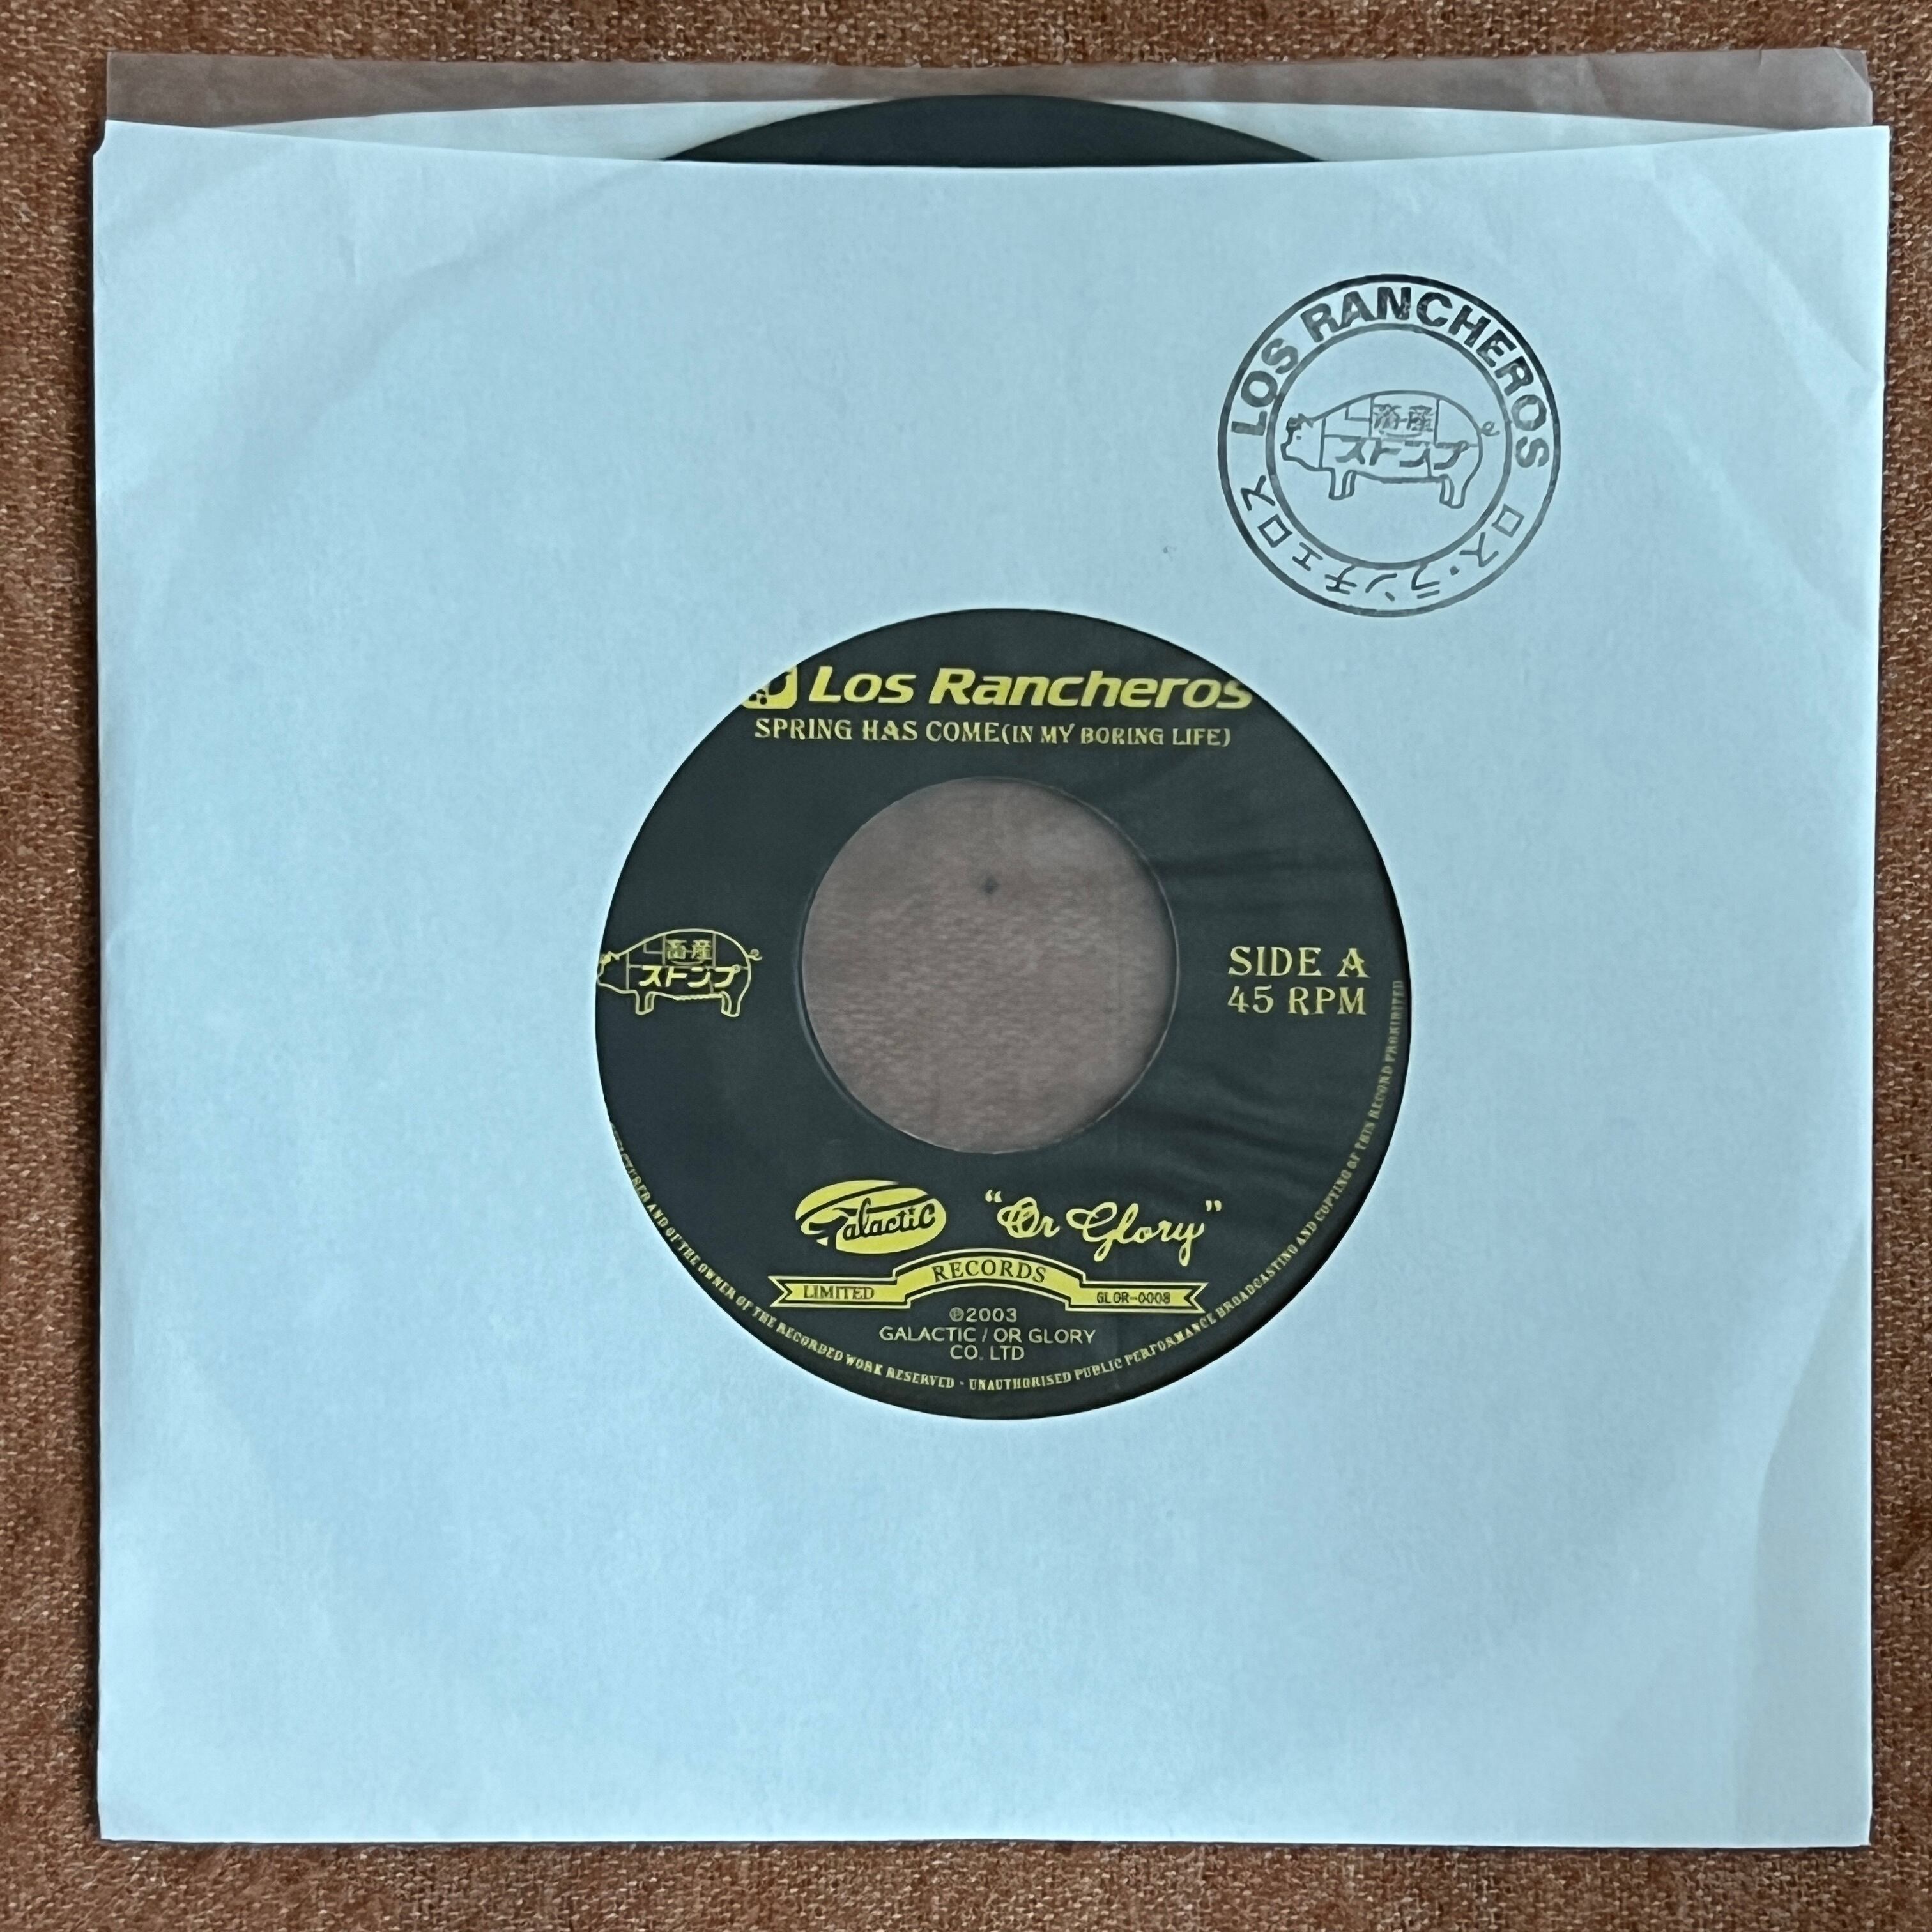 LOS RANCHEROS
畜産
ストンプ
ロス・ランチェロス
Los Rancheros
SPRING HAS COME(IN MY BORING LIFE)
畜産
ストンプ
SIDE A
45 RPM
Galactic "Or Glory"
RECORDS
LIMITED
GLOR-0008
℗2003
GALACTIC / OR GLORY
CO. LTD
AND OF THE OWNER OF THE RECORDED WORK RESERVED · UNAUTHORISED PUBLIC PERFORMANCE BROADCASTING AND COPYING OF THIS RECORD PROHIBITED